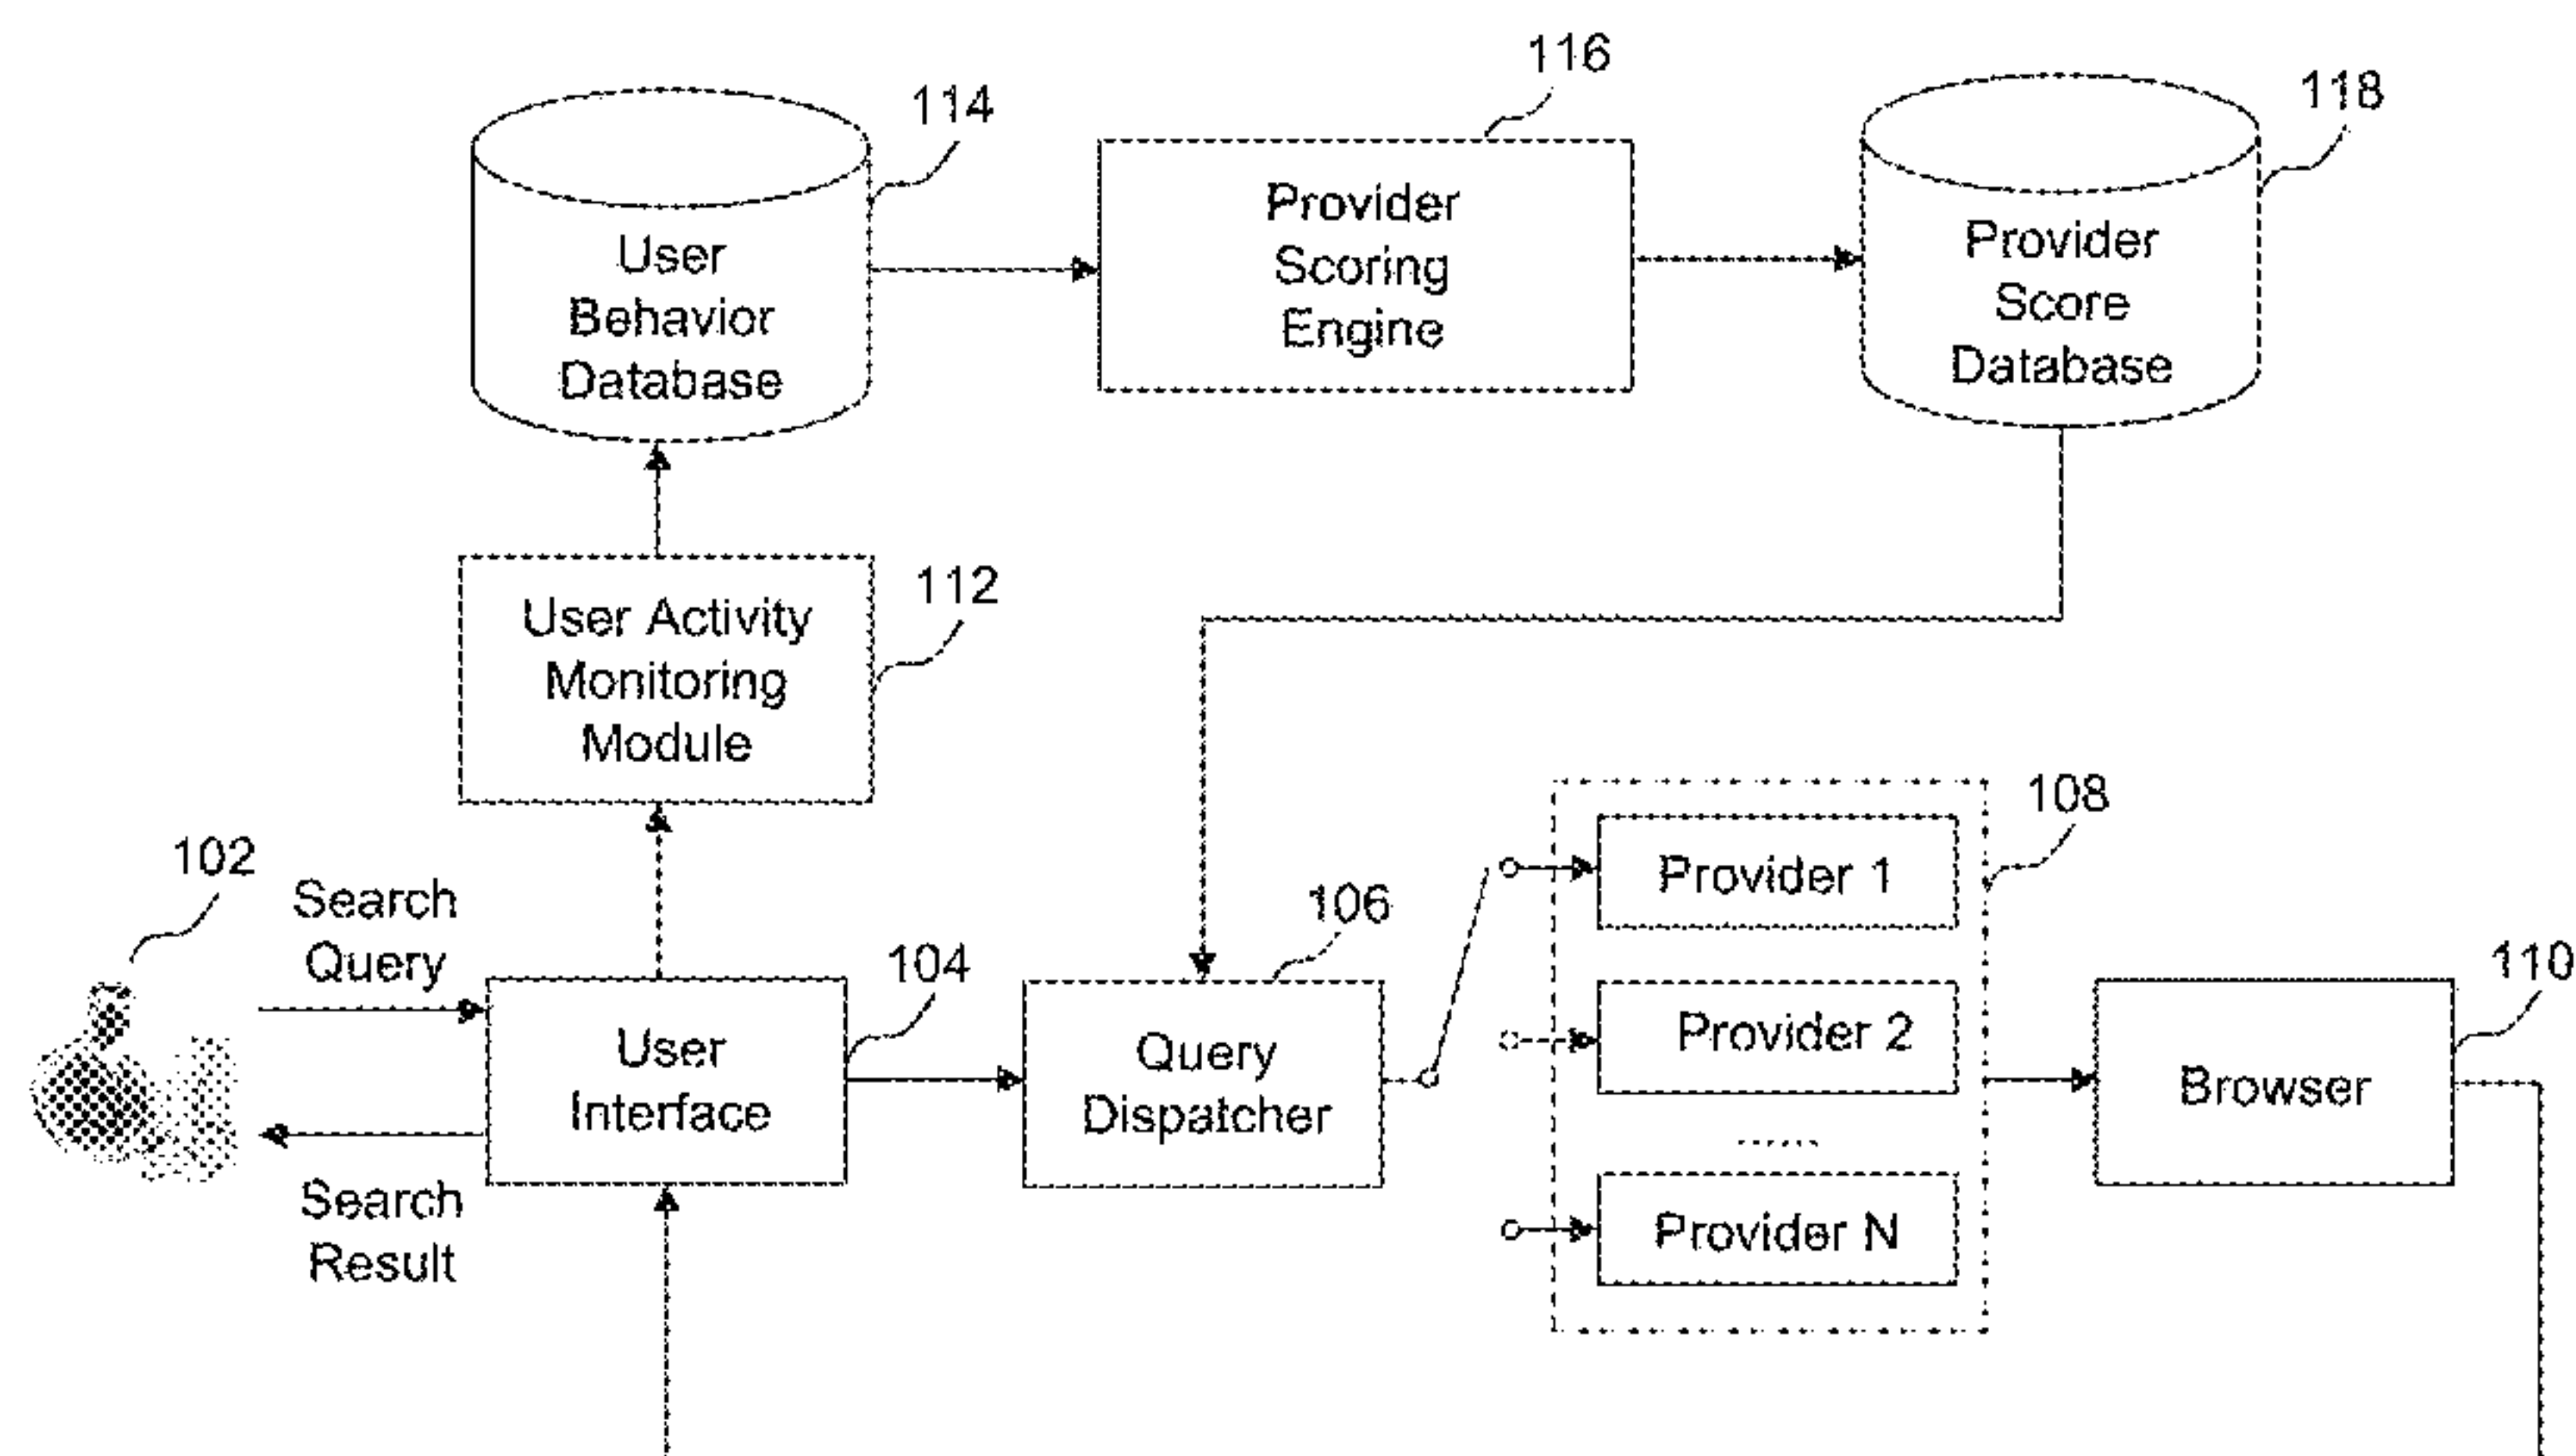 116
118
114
Provider
Scoring
Engine
User
Behavior
Database
Provider
Score
Database
112
User Activity
Monitoring
Module
108
102
Search
Query
Provider 1
106
104
110
Provider 2
User
Interface
Query
Dispatcher
Browser
......
Search
Result
Provider N